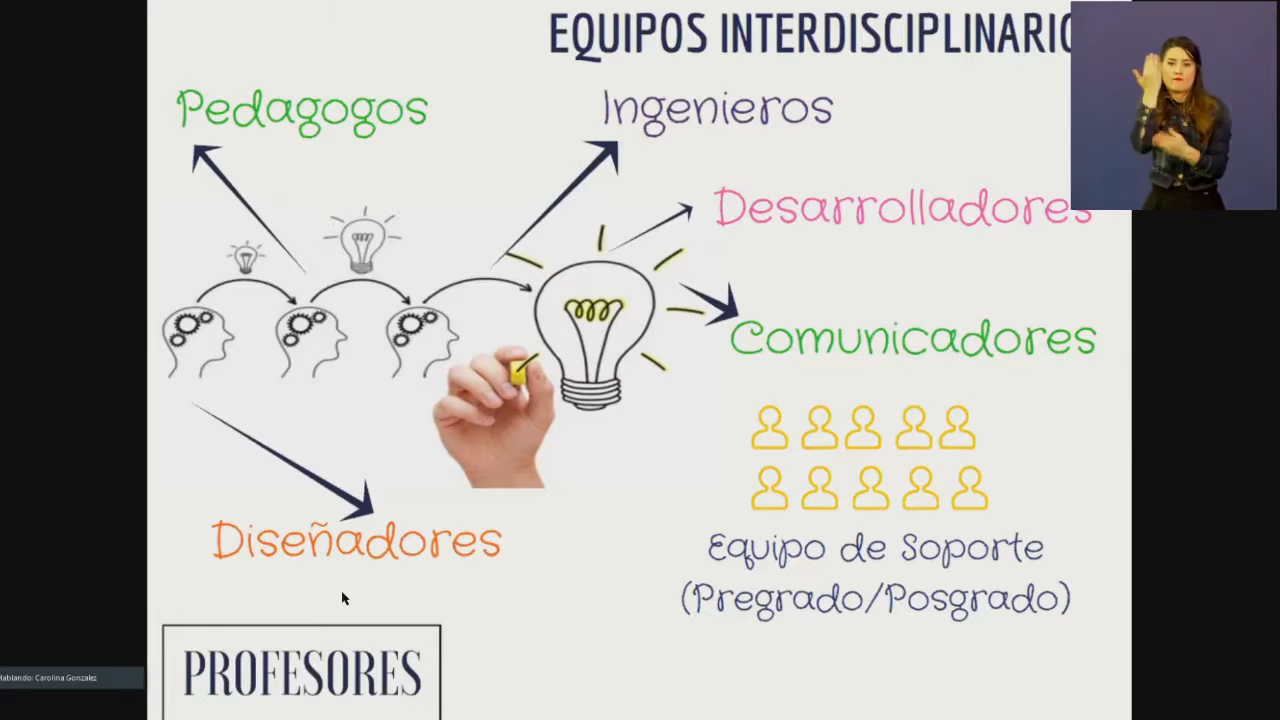 EQUIPOS INTERDISCIPLINARIO
Pedagogos
Ingenieros
Desarrolladores
Comunicadores
Diseñadores
Equipo de Soporte
(Pregrado/Posgrado)
PROFESORES
Hablando: Carolina Gonzalez